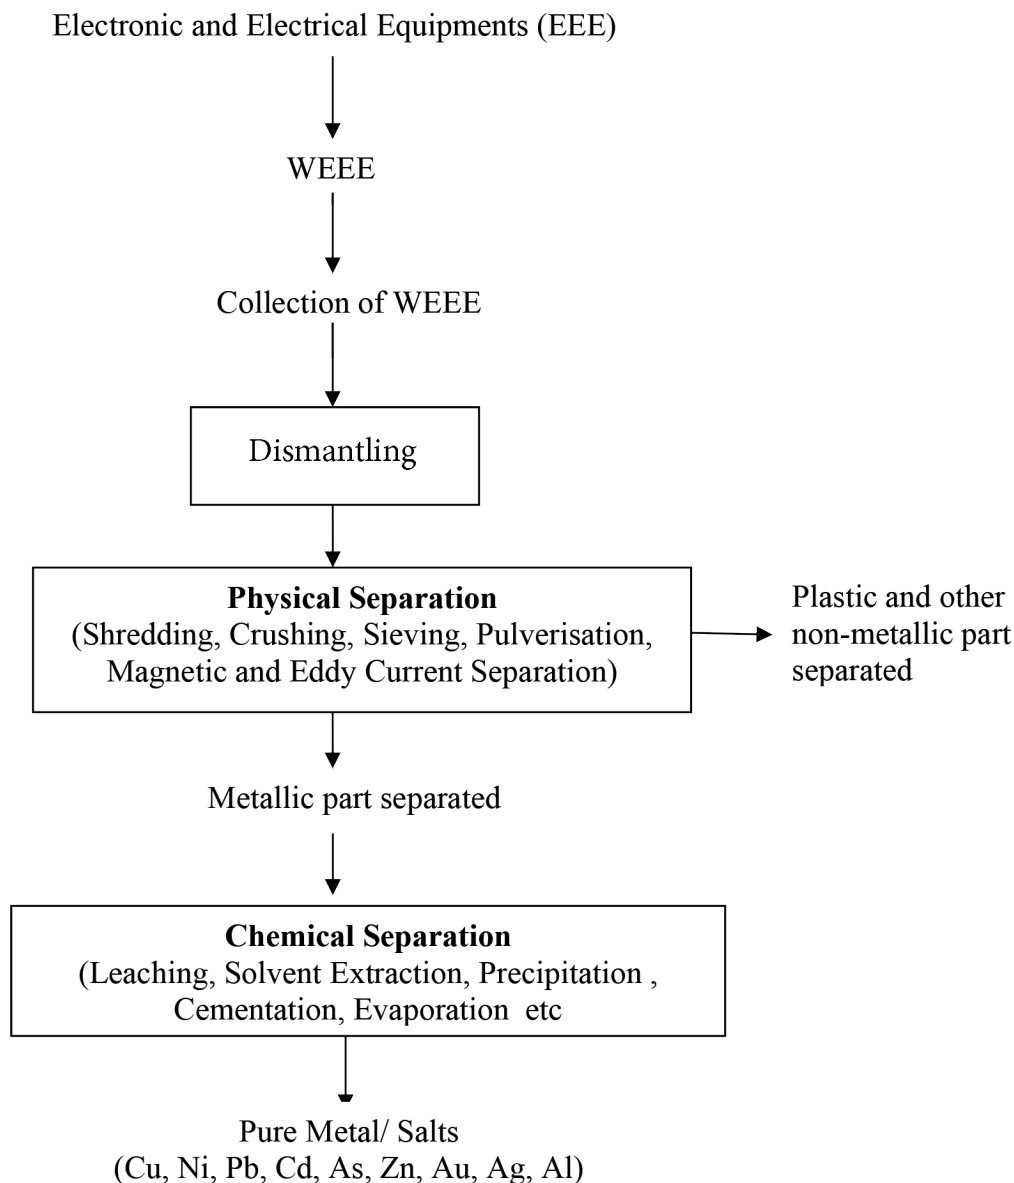 Electronic and Electrical Equipments (EEE)
WEEE
Collection of WEEE
Dismantling
Physical Separation
(Shredding, Crushing, Sieving, Pulverisation,
Magnetic and Eddy Current Separation)
Plastic and other
non-metallic part
separated
Metallic part separated
Chemical Separation
(Leaching, Solvent Extraction, Precipitation ,
Cementation, Evaporation  etc
Pure Metal/ Salts
(Cu, Ni, Pb, Cd, As, Zn, Au, Ag, Al)